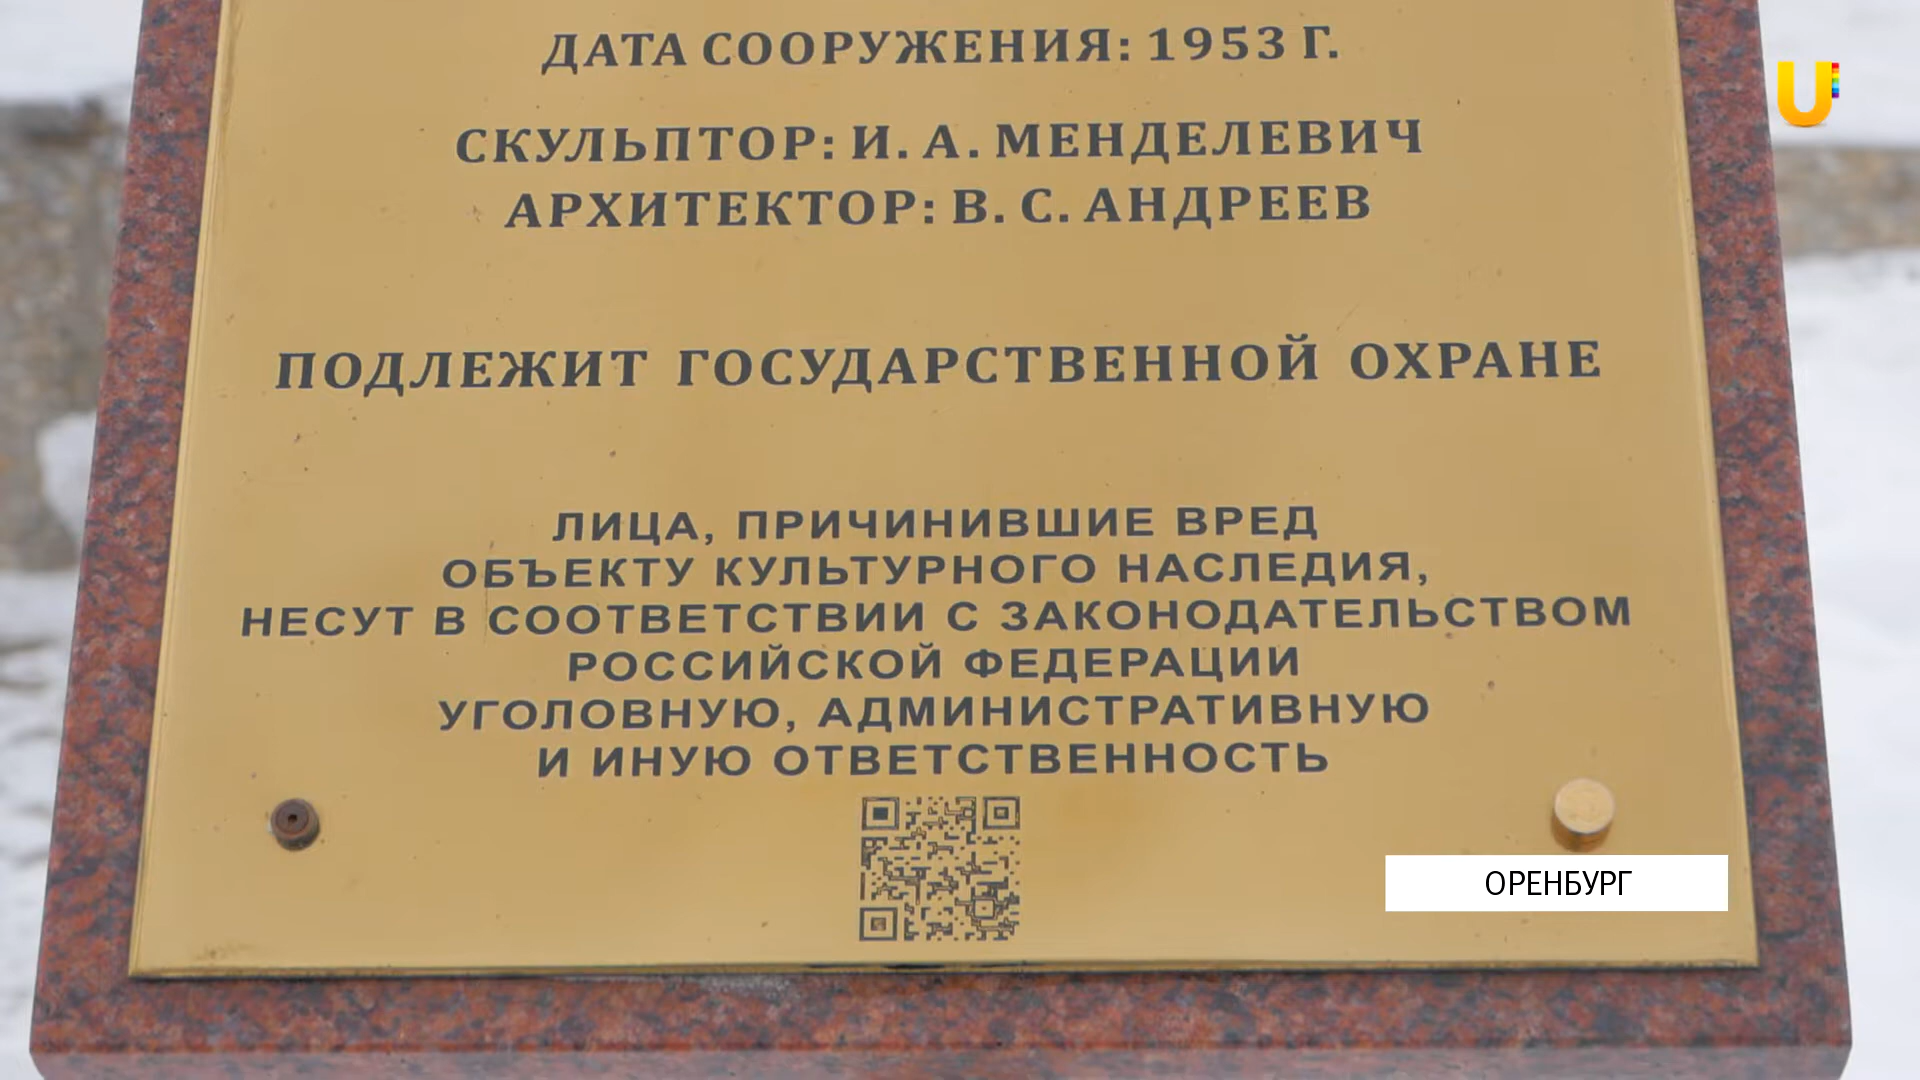 ДАТА СООРУЖЕНИЯ: 1953 Г.
СКУЛЬПТОР: И. А. МЕНДЕЛЕВИЧ
АРХИТЕКТОР: В. С. АНДРЕЕВ
ПОДЛЕЖИТ ГОСУДАРСТВЕННОЙ ОХРАНЕ
ЛИЦА, ПРИЧИНИВШИЕ ВРЕД
ОБЪЕКТУ КУЛЬТУРНОГО НАСЛЕДИЯ,
НЕСУТ В СООТВЕТСТВИИ С ЗАКОНОДАТЕЛЬСТВОМ
РОССИЙСКОЙ ФЕДЕРАЦИИ
УГОЛОВНУЮ, АДМИНИСТРАТИВНУЮ
И ИНУЮ ОТВЕТСТВЕННОСТЬ
ОРЕНБУРГ
U